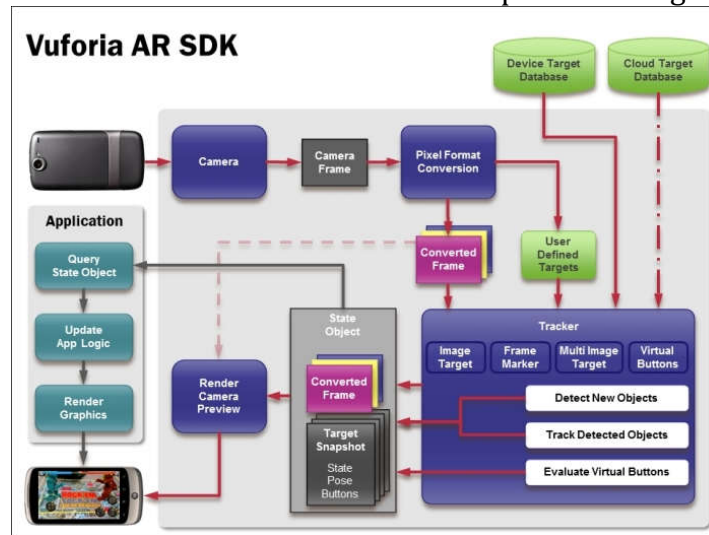 Vuforia AR SDK
Device Target
Database
Cloud Target
Database
Camera
Camera
Frame
Pixel Format
Conversion
Application
Query
State Object
Update
App Logic
Render
Graphics
Converted
Frame
User
Defined
Targets
State
Object
Converted
Frame
Target
Snapshot
State
Pose
Buttons
Render
Camera
Preview
Tracker
Image
Target
Frame
Marker
Multi Image
Target
Virtual
Buttons
Detect New Objects
Track Detected Objects
Evaluate Virtual Buttons